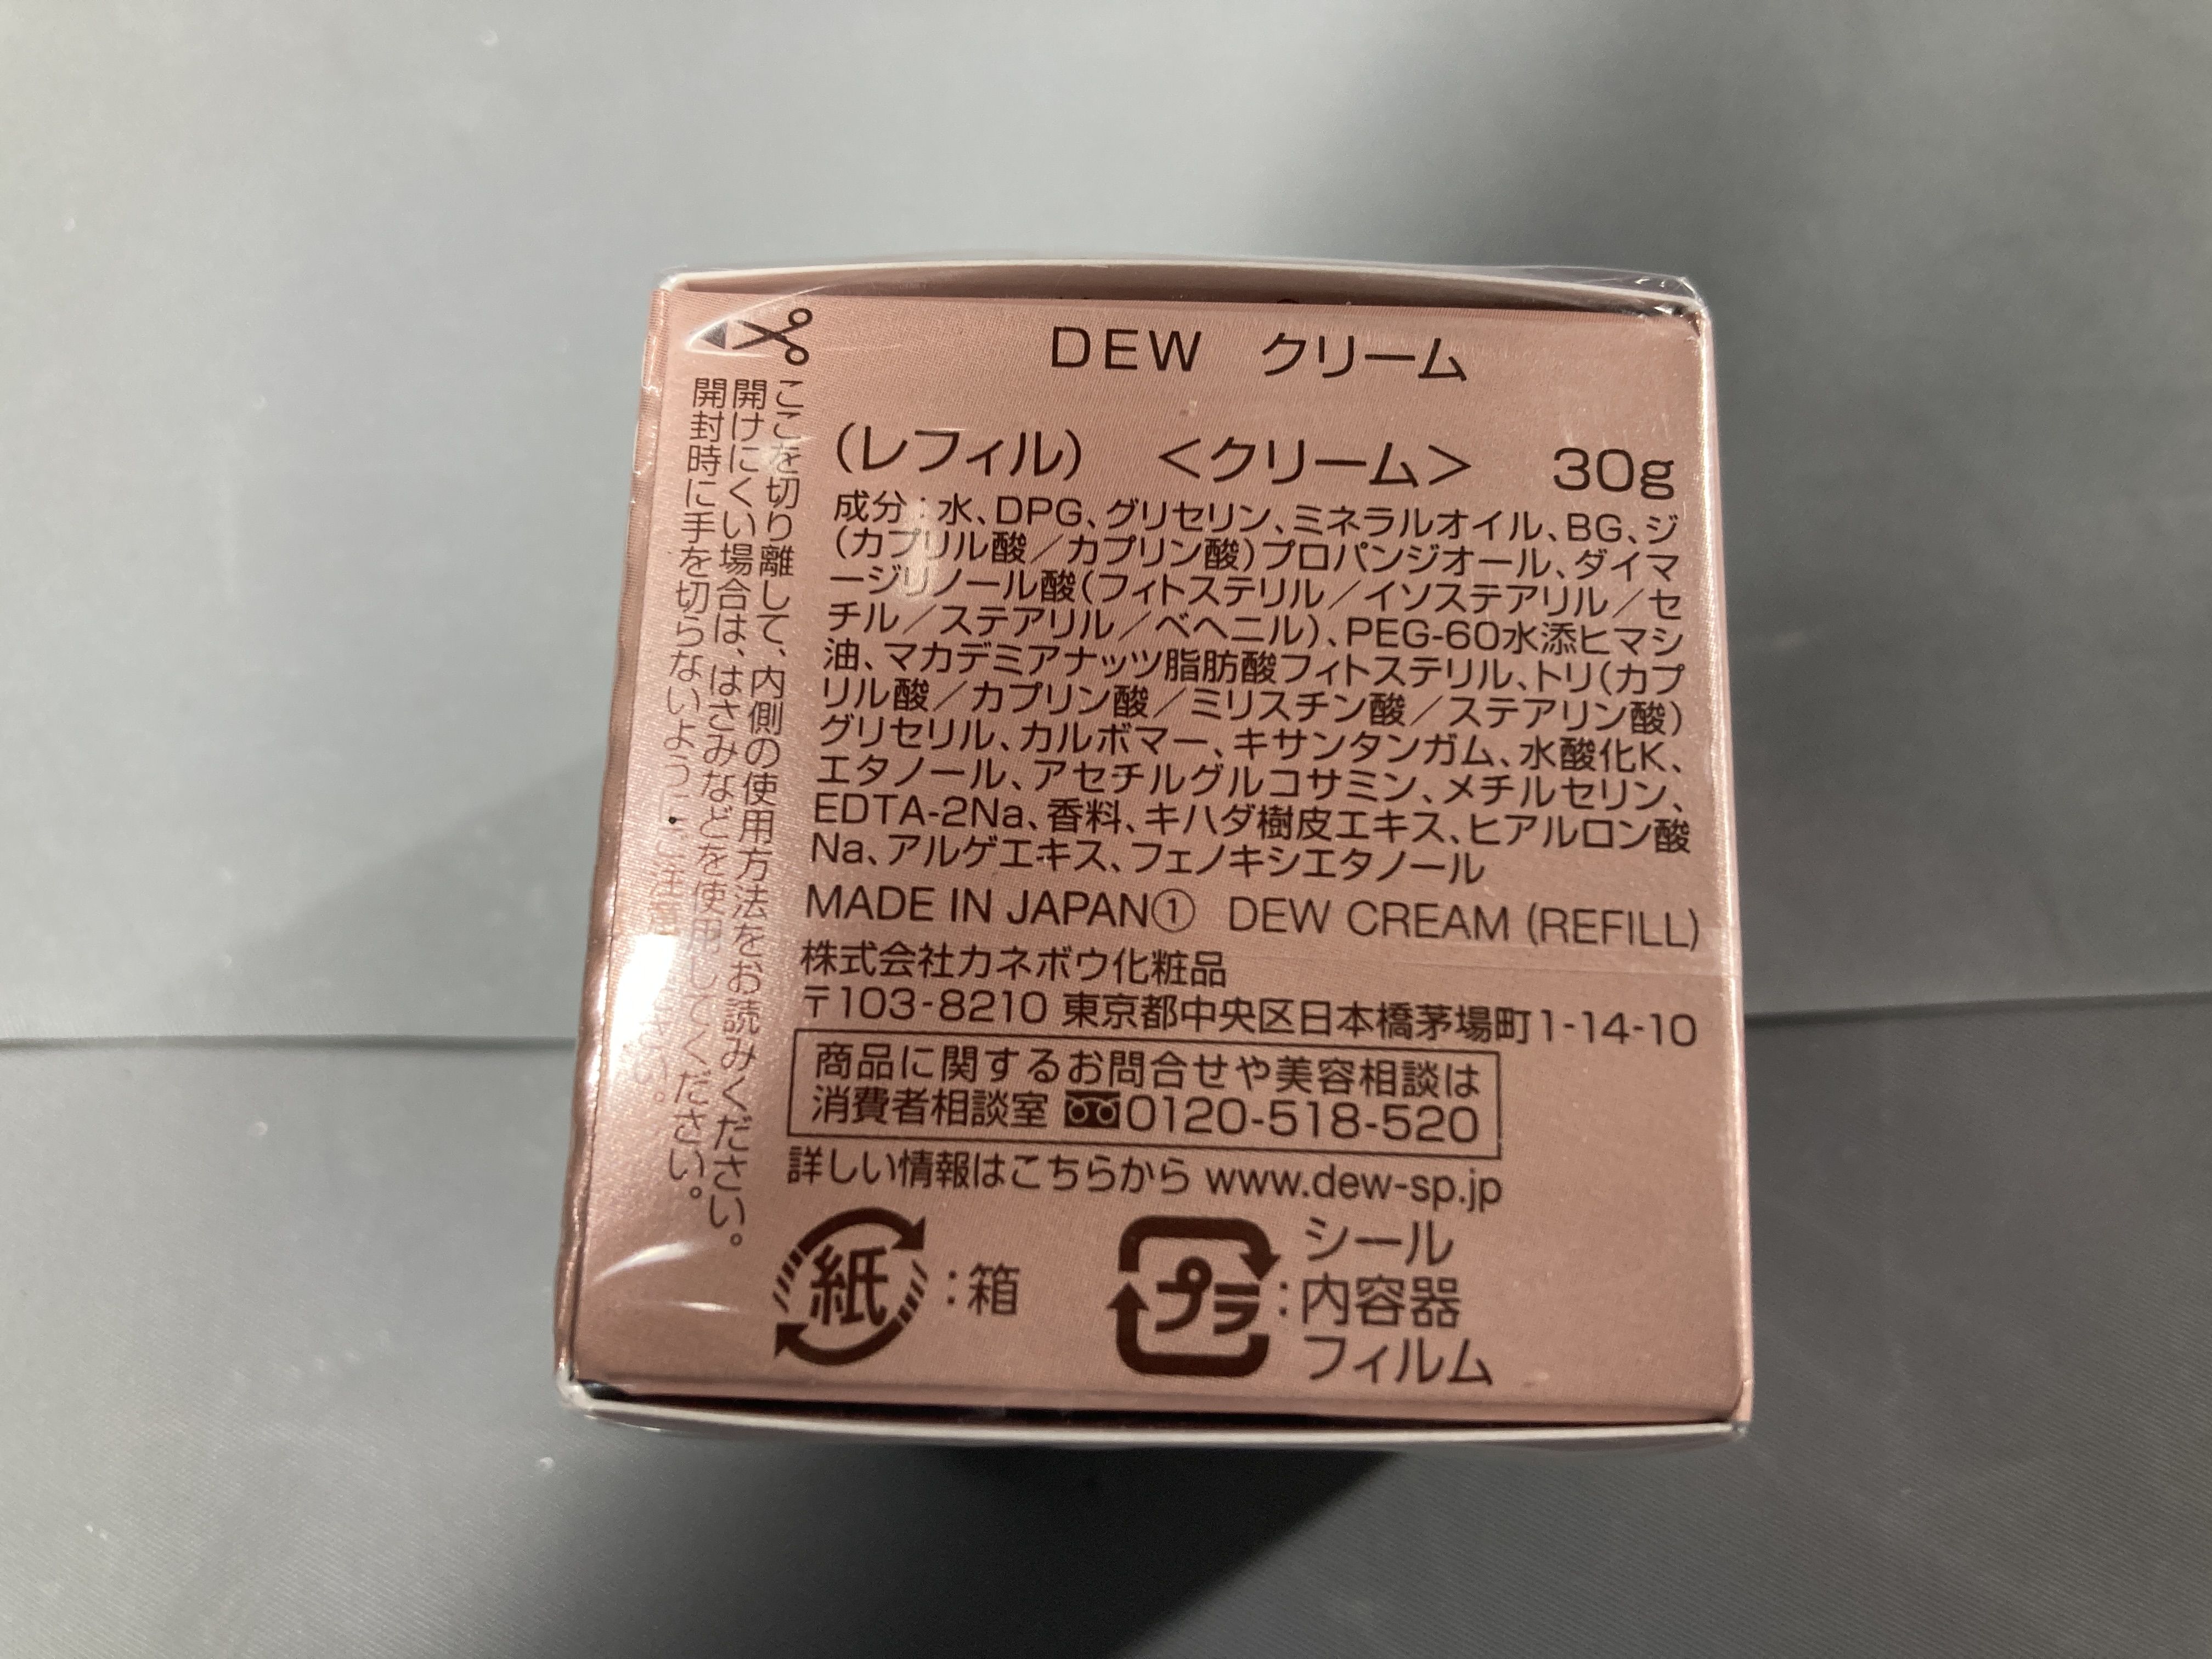 DEW クリーム
(レフィル) <クリーム> 30g
成分:水、DPG、グリセリン、ミネラルオイル、BG、ジ
(カプリル酸/カプリン酸)プロパンジオール、ダイマ
ージリノール酸(フィトステリル/イソステアリル/セ
チル/ステアリル/ベヘニル)、PEG-60水添ヒマシ
油、マカデミアナッツ脂肪酸フィトステリル、トリ(カプ
リル酸/カプリン酸/ミリスチン酸/ステアリン酸)
グリセリル、カルボマー、キサンタンガム、水酸化K、
エタノール、アセチルグルコサミン、メチルセリン、
EDTA-2Na、香料、キハダ樹皮エキス、ヒアルロン酸
Na、アルゲエキス、フェノキシエタノール
MADE IN JAPAN① DEW CREAM (REFILL)
株式会社カネボウ化粧品
〒103-8210 東京都中央区日本橋茅場町1-14-10
商品に関するお問合せや美容相談は
消費者相談室 0120-518-520
詳しい情報はこちらから www.dew-sp.jp
紙:箱
プラ:シール
内容器
フィルム
ここを切り離して、内側の使用方法をお読みください。
開けにくい場合は、はさみなどを使用してください。
開封時に手を切らないように